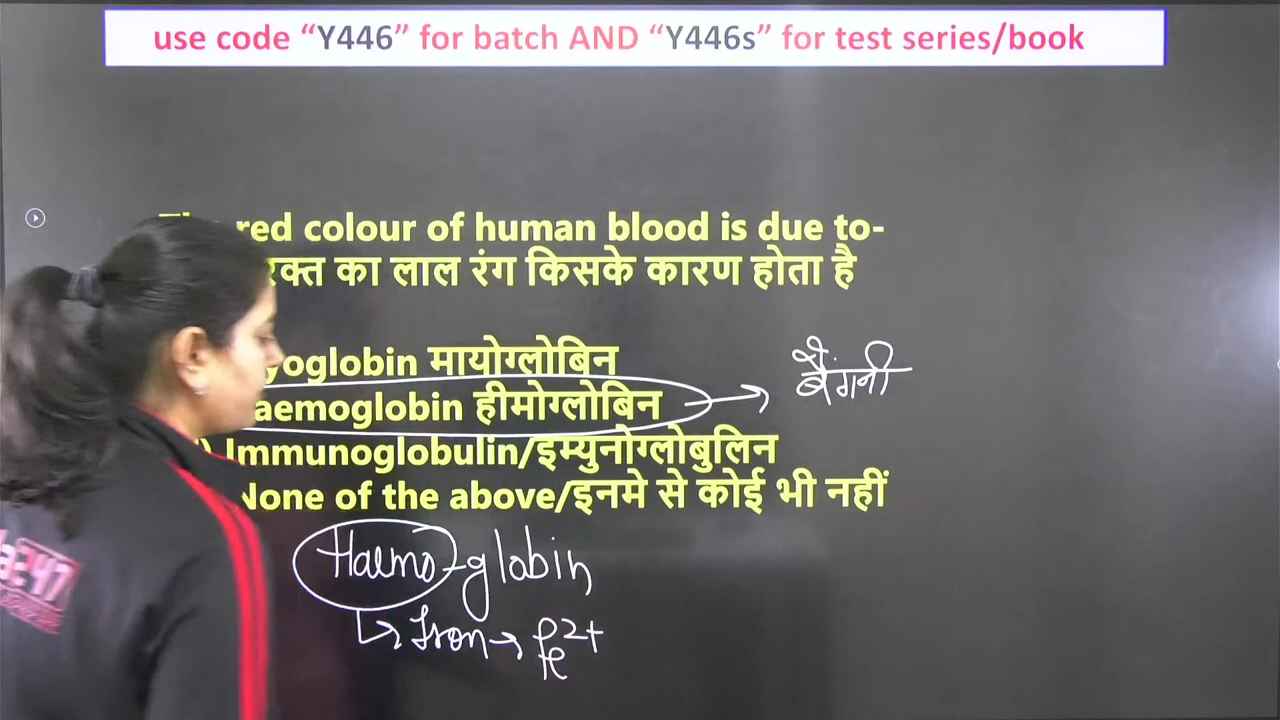 use code “Y446” for batch AND “Y446s” for test series/book
red colour of human blood is due to-
रक्त का लाल रंग किसके कारण होता है
yoglobin मायोग्लोबिन
aemoglobin हीमोग्लोबिन → बैंगनी
Immunoglobulin/इम्युनोग्लोबुलिन
None of the above/इनमे से कोई भी नहीं
Haemo-globin
↳ Iron → Fe2+